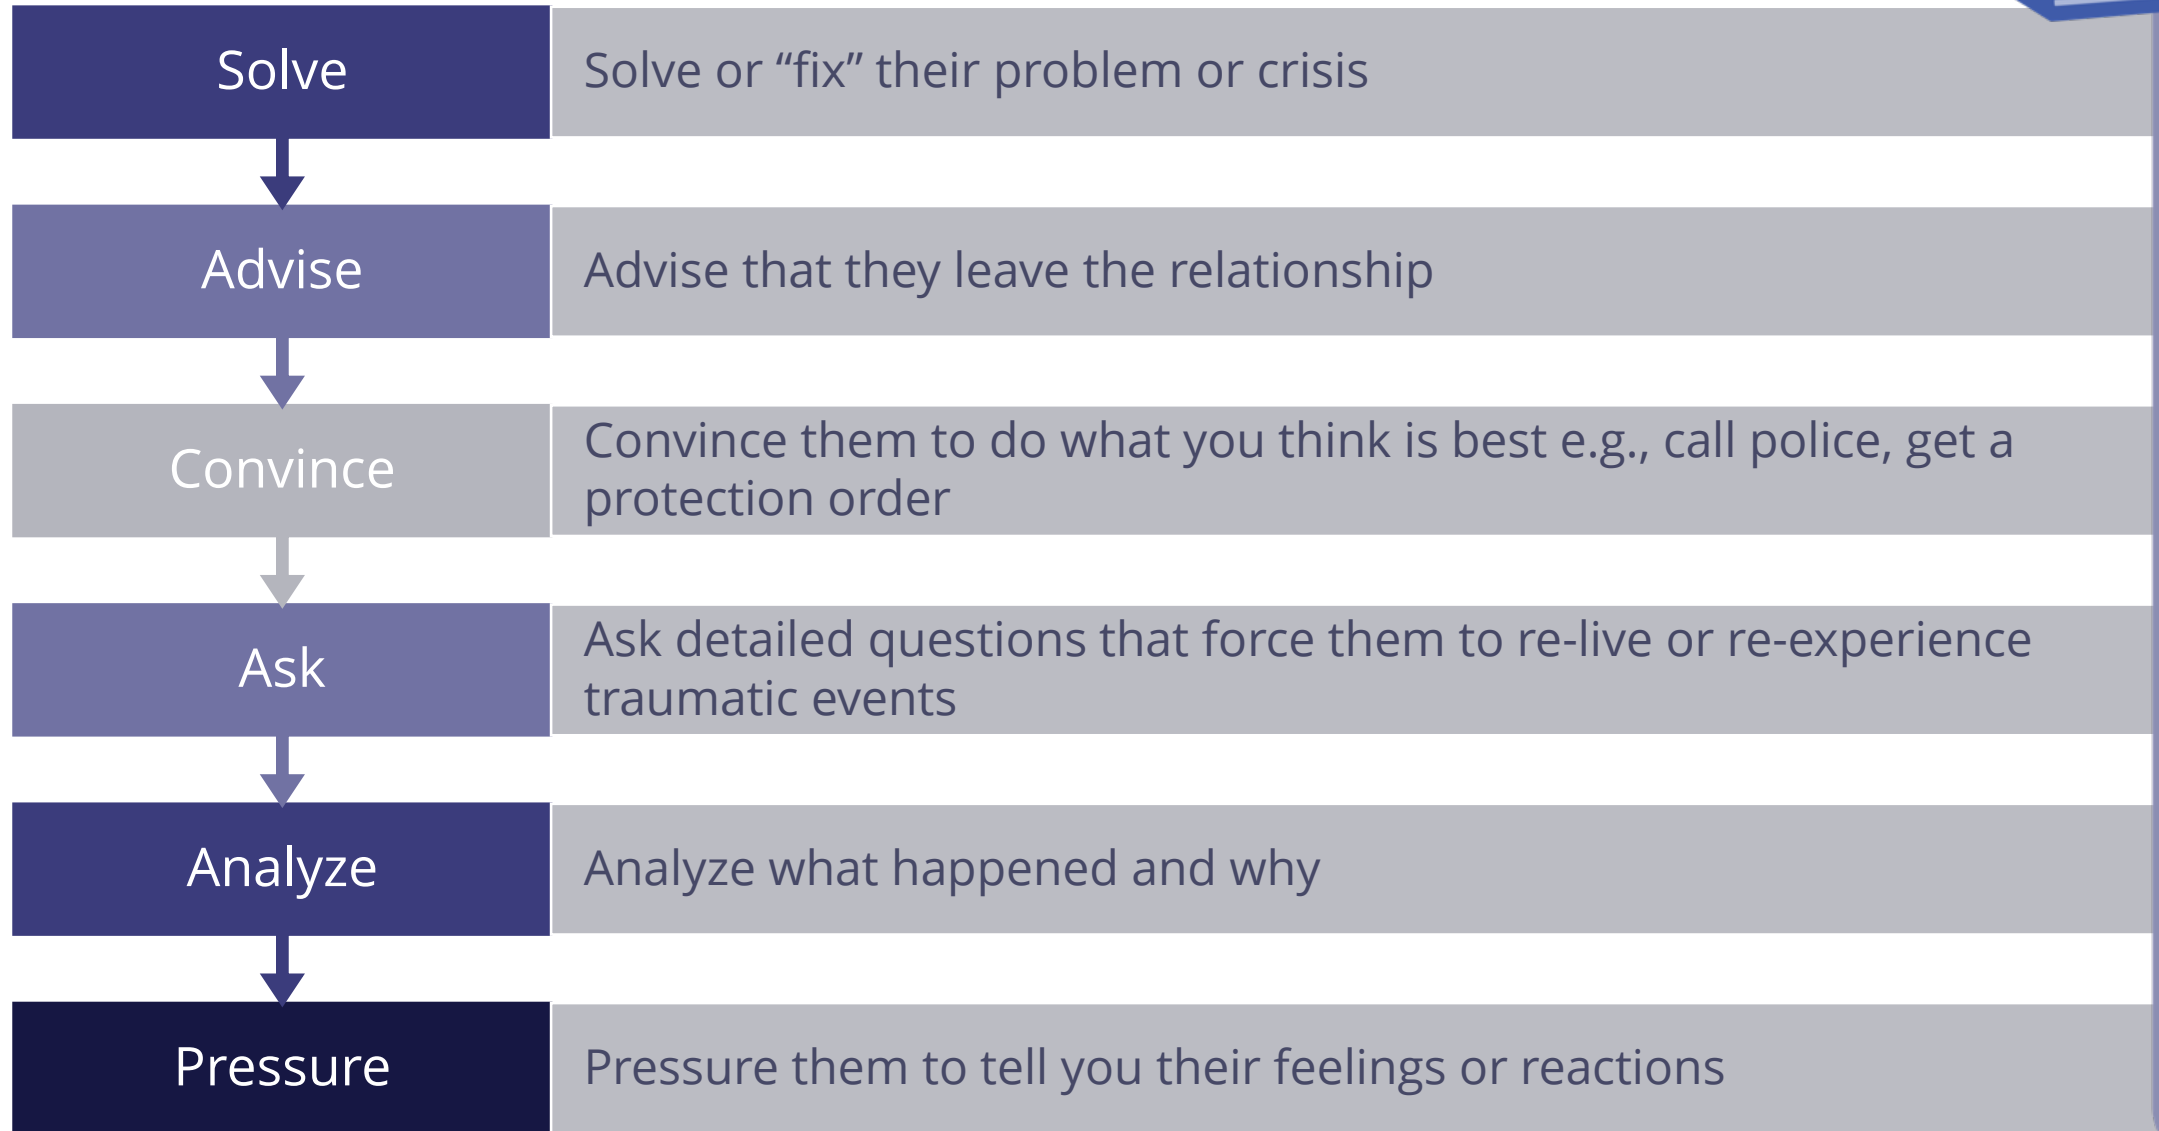 Solve
Solve or “fix” their problem or crisis
Advise
Advise that they leave the relationship
Convince
Convince them to do what you think is best e.g., call police, get a
protection order
Ask
Ask detailed questions that force them to re-live or re-experience
traumatic events
Analyze
Analyze what happened and why
Pressure
Pressure them to tell you their feelings or reactions